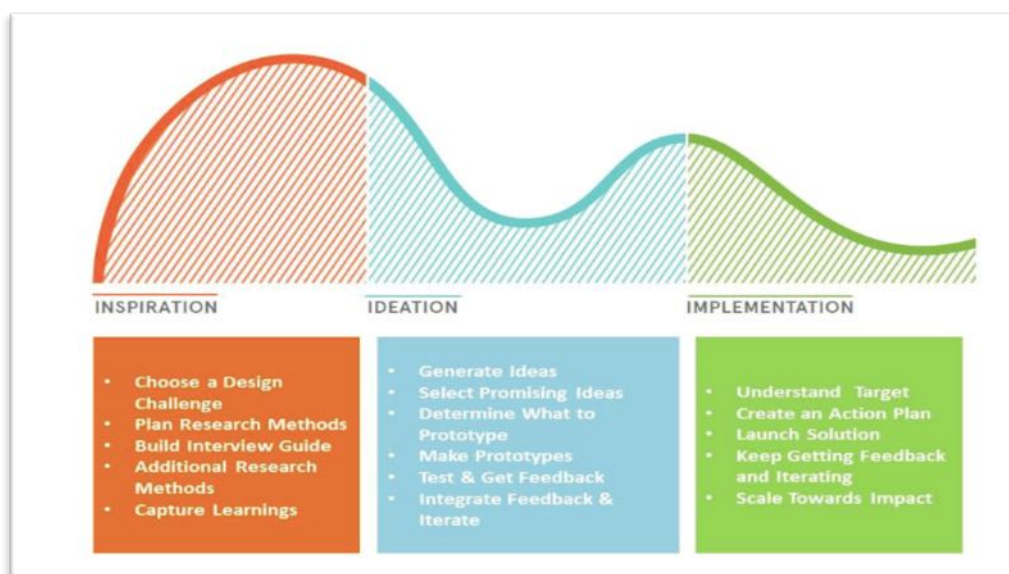 INSPIRATION
IDEATION
IMPLEMENTATION
• Choose a Design
Challenge
• Plan Research Methods
• Build Interview Guide
• Additional Research
Methods
• Capture Learnings
• Generate Ideas
• Select Promising Ideas
• Determine What to
Prototype
• Make Prototypes
• Test & Get Feedback
• Integrate Feedback &
Iterate
• Understand Target
• Create an Action Plan
• Launch Solution
• Keep Getting Feedback
and Iterating
• Scale Towards Impact